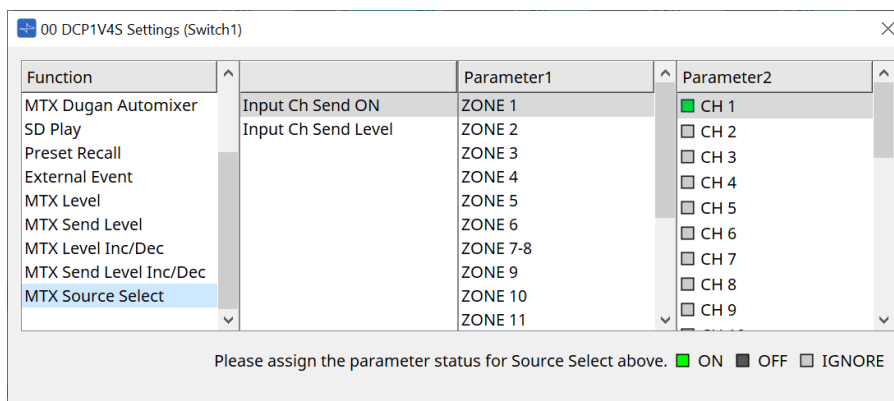 00 DCP1V4S Settings (Switch1)
Function
MTX Dugan Automixer
SD Play
Preset Recall
External Event
MTX Level
MTX Send Level
MTX Level Inc/Dec
MTX Send Level Inc/Dec
MTX Source Select
Input Ch Send ON
Input Ch Send Level
Parameter1
ZONE 1
ZONE 2
ZONE 3
ZONE 4
ZONE 5
ZONE 6
ZONE 7-8
ZONE 9
ZONE 10
ZONE 11
Parameter2
CH 1
CH 2
CH 3
CH 4
CH 5
CH 6
CH 7
CH 8
CH 9
Please assign the parameter status for Source Select above. ON OFF IGNORE